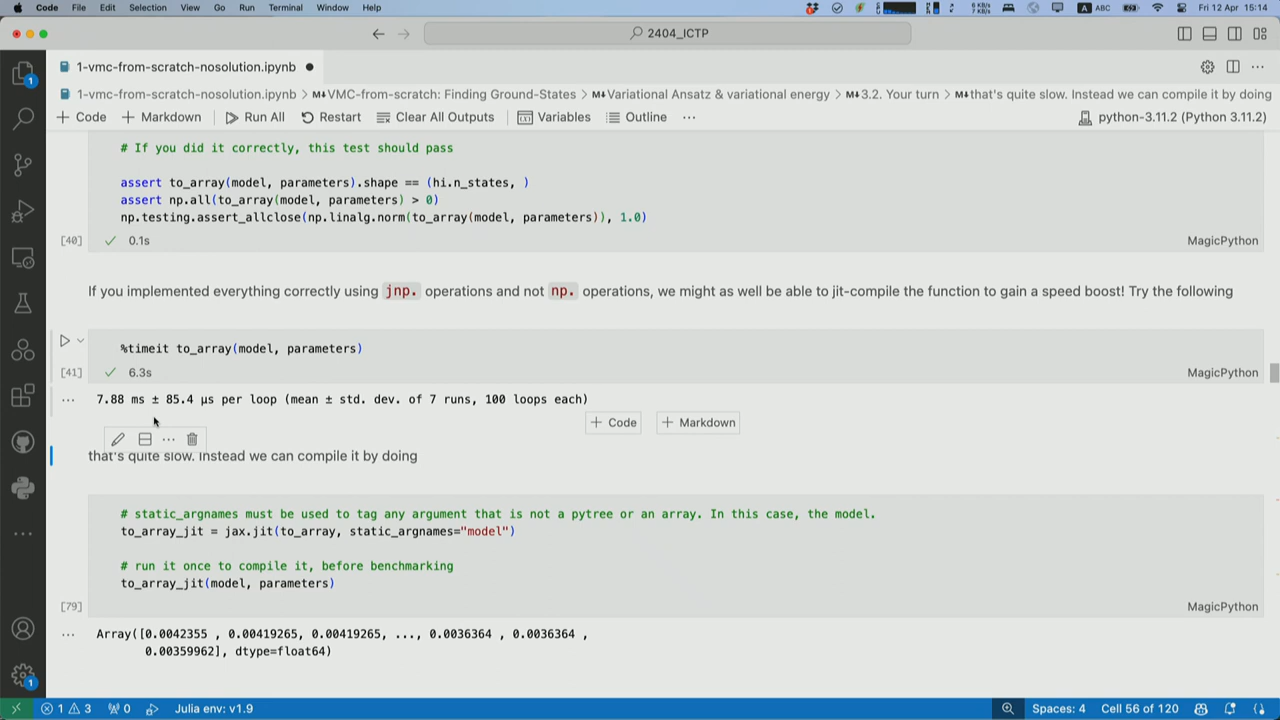 Code File Edit Selection View Go Run Terminal Window Help
6 KB/s
9 KB/s
A ABC
Fri 12 Apr 15:14
2404_ICTP
1-vmc-from-scratch-nosolution.ipynb
1-vmc-from-scratch-nosolution.ipynb > M↓VMC-from-scratch: Finding Ground-States > M↓Variational Ansatz & variational energy > M↓3.2. Your turn > M↓that's quite slow. Instead we can compile it by doing
+ Code + Markdown Run All Restart Clear All Outputs Variables Outline ... python-3.11.2 (Python 3.11.2)
# If you did it correctly, this test should pass
assert to_array(model, parameters).shape == (hi.n_states, )
assert np.all(to_array(model, parameters) > 0)
np.testing.assert_allclose(np.linalg.norm(to_array(model, parameters)), 1.0)
[40] 0.1s MagicPython
If you implemented everything correctly using jnp. operations and not np. operations, we might as well be able to jit-compile the function to gain a speed boost! Try the following
%timeit to_array(model, parameters)
[41] 6.3s MagicPython
... 7.88 ms ± 85.4 µs per loop (mean ± std. dev. of 7 runs, 100 loops each)
+ Code + Markdown
that's quite slow. Instead we can compile it by doing
# static_argnames must be used to tag any argument that is not a pytree or an array. In this case, the model.
to_array_jit = jax.jit(to_array, static_argnames="model")
# run it once to compile it, before benchmarking
to_array_jit(model, parameters)
[79] MagicPython
... Array([0.0042355 , 0.00419265, 0.00419265, ..., 0.0036364 , 0.0036364 ,
0.00359962], dtype=float64)
1
1
1 3 0 Julia env: v1.9 Spaces: 4 Cell 56 of 120